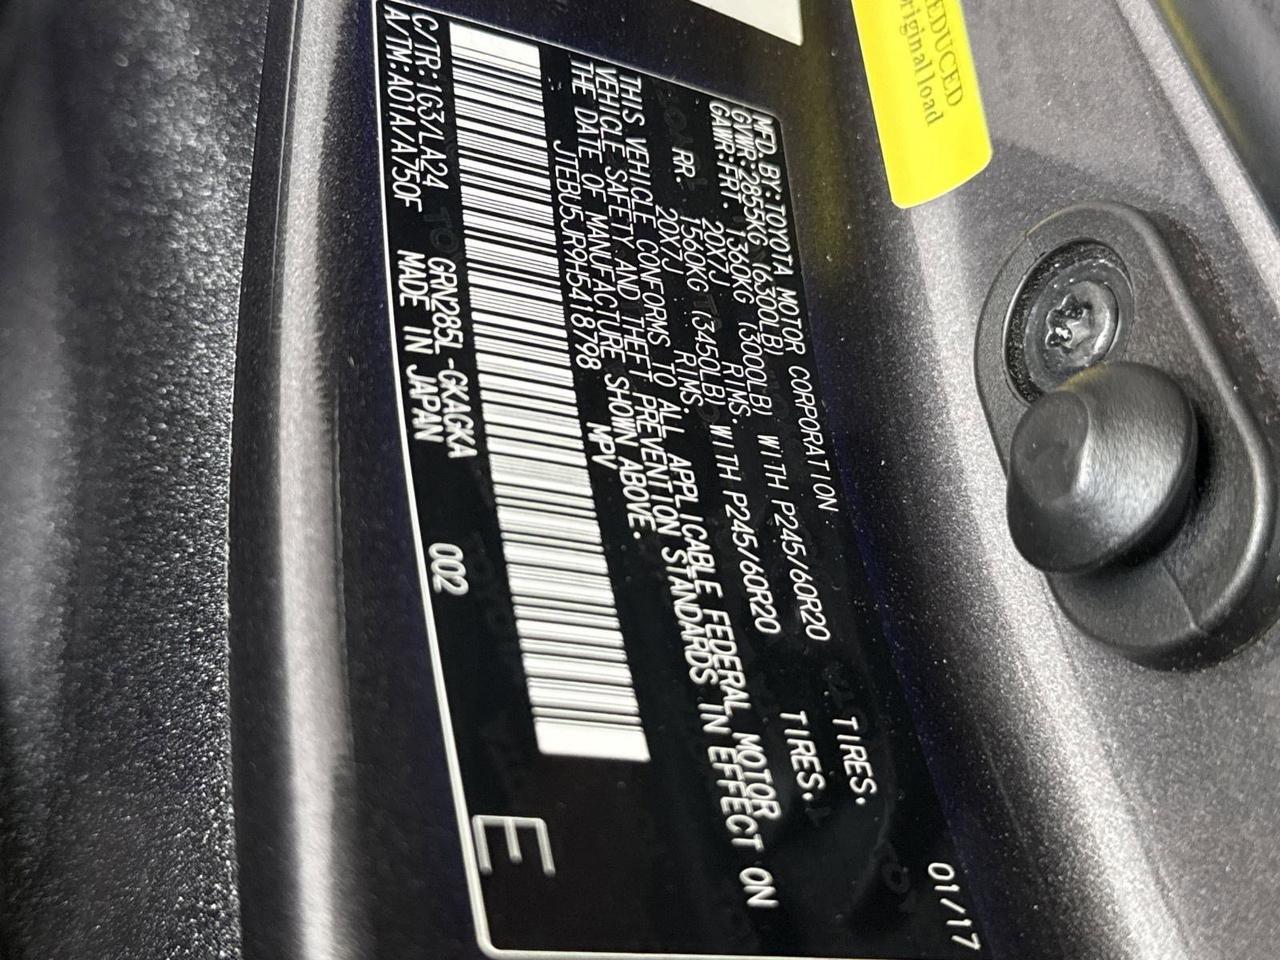 REDUCED
original load
MFD. BY: TOYOTA MOTOR CORPORATION 01/17
GVWR: 2855KG (6300LB)
GAWR: FRT. 1360KG (3000LB) WITH P245/60R20 TIRES.
20X7J RIMS.
RR. 1560KG (3450LB) WITH P245/60R20 TIRES.
20X7J RIMS.
THIS VEHICLE CONFORMS TO ALL APPLICABLE FEDERAL MOTOR
VEHICLE SAFETY AND THEFT PREVENTION STANDARDS IN EFFECT ON
THE DATE OF MANUFACTURE SHOWN ABOVE.
JTEBU5JR9H5418798 MPV
E
C/TR: 1G3/LA24 GRN285L-GKAGKA 002
A/TM: A01A/A750F MADE IN JAPAN